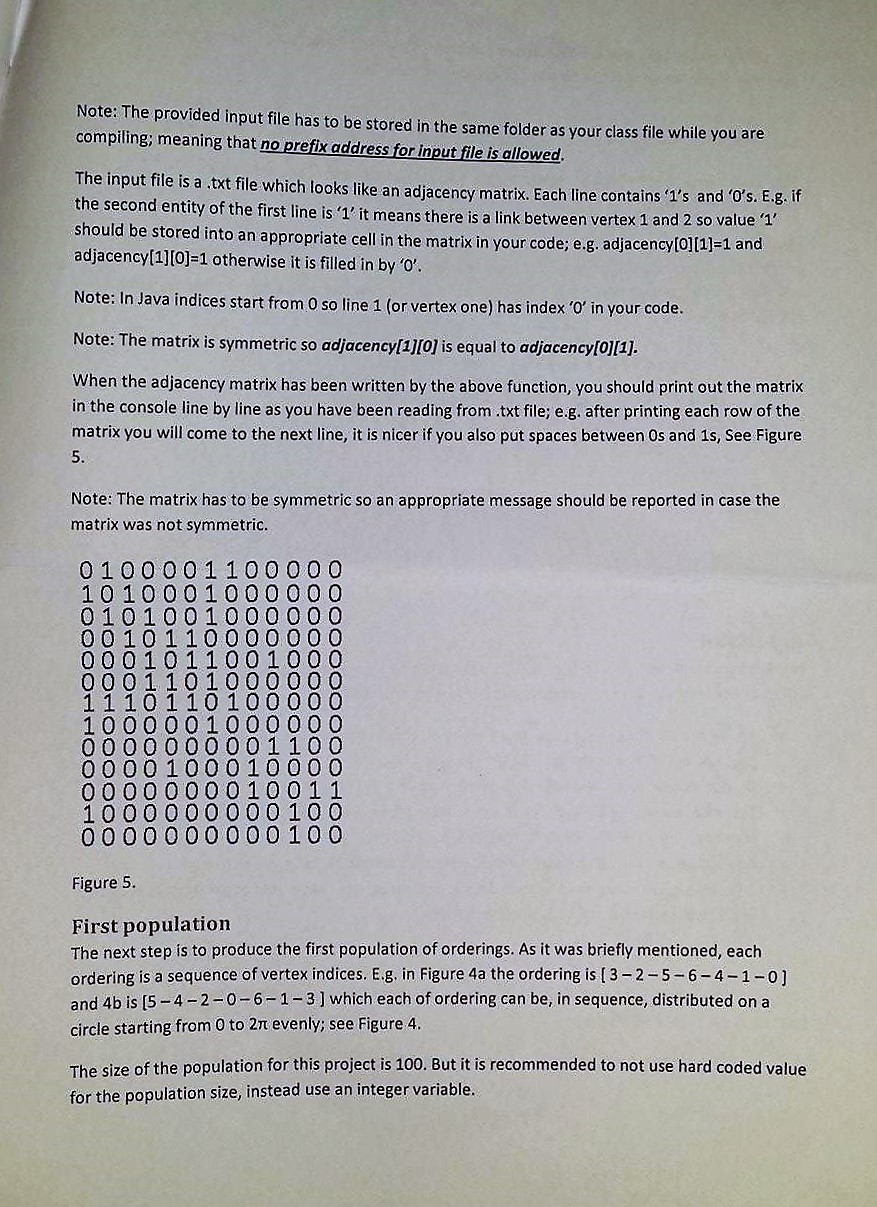 Note: The provided input file has to be stored in the same folder as your class file while you are
compiling; meaning that no prefix address for input file is allowed.
The input file is a .txt file which looks like an adjacency matrix. Each line contains ‘1’s and ‘0’s. E.g. if
the second entity of the first line is ‘1’ it means there is a link between vertex 1 and 2 so value ‘1’
should be stored into an appropriate cell in the matrix in your code; e.g. adjacency[0][1]=1 and
adjacency[1][0]=1 otherwise it is filled in by ‘0’.
Note: In Java indices start from 0 so line 1 (or vertex one) has index ‘0’ in your code.
Note: The matrix is symmetric so adjacency[1][0] is equal to adjacency[0][1].
When the adjacency matrix has been written by the above function, you should print out the matrix
in the console line by line as you have been reading from .txt file; e.g. after printing each row of the
matrix you will come to the next line, it is nicer if you also put spaces between 0s and 1s, See Figure
5.
Note: The matrix has to be symmetric so an appropriate message should be reported in case the
matrix was not symmetric.
0 1 0 0 0 0 1 1 0 0 0 0 0
1 0 1 0 0 0 1 0 0 0 0 0 0
0 1 0 1 0 0 1 0 0 0 0 0 0
0 0 1 0 1 1 0 0 0 0 0 0 0
0 0 0 1 0 1 1 0 0 1 0 0 0
0 0 0 1 1 0 1 0 0 0 0 0 0
1 1 1 0 1 1 0 1 0 0 0 0 0
1 0 0 0 0 0 1 0 0 0 0 0 0
0 0 0 0 0 0 0 0 0 1 1 0 0
0 0 0 0 1 0 0 0 1 0 0 0 0
0 0 0 0 0 0 0 0 1 0 0 1 1
1 0 0 0 0 0 0 0 0 0 1 0 0
0 0 0 0 0 0 0 0 0 0 1 0 0
Figure 5.
First population
The next step is to produce the first population of orderings. As it was briefly mentioned, each
ordering is a sequence of vertex indices. E.g. in Figure 4a the ordering is [ 3 – 2 – 5 – 6 – 4 – 1 – 0 ]
and 4b is [5 – 4 – 2 – 0 – 6 – 1 – 3 ] which each of ordering can be, in sequence, distributed on a
circle starting from 0 to 2π evenly; see Figure 4.
The size of the population for this project is 100. But it is recommended to not use hard coded value
for the population size, instead use an integer variable.